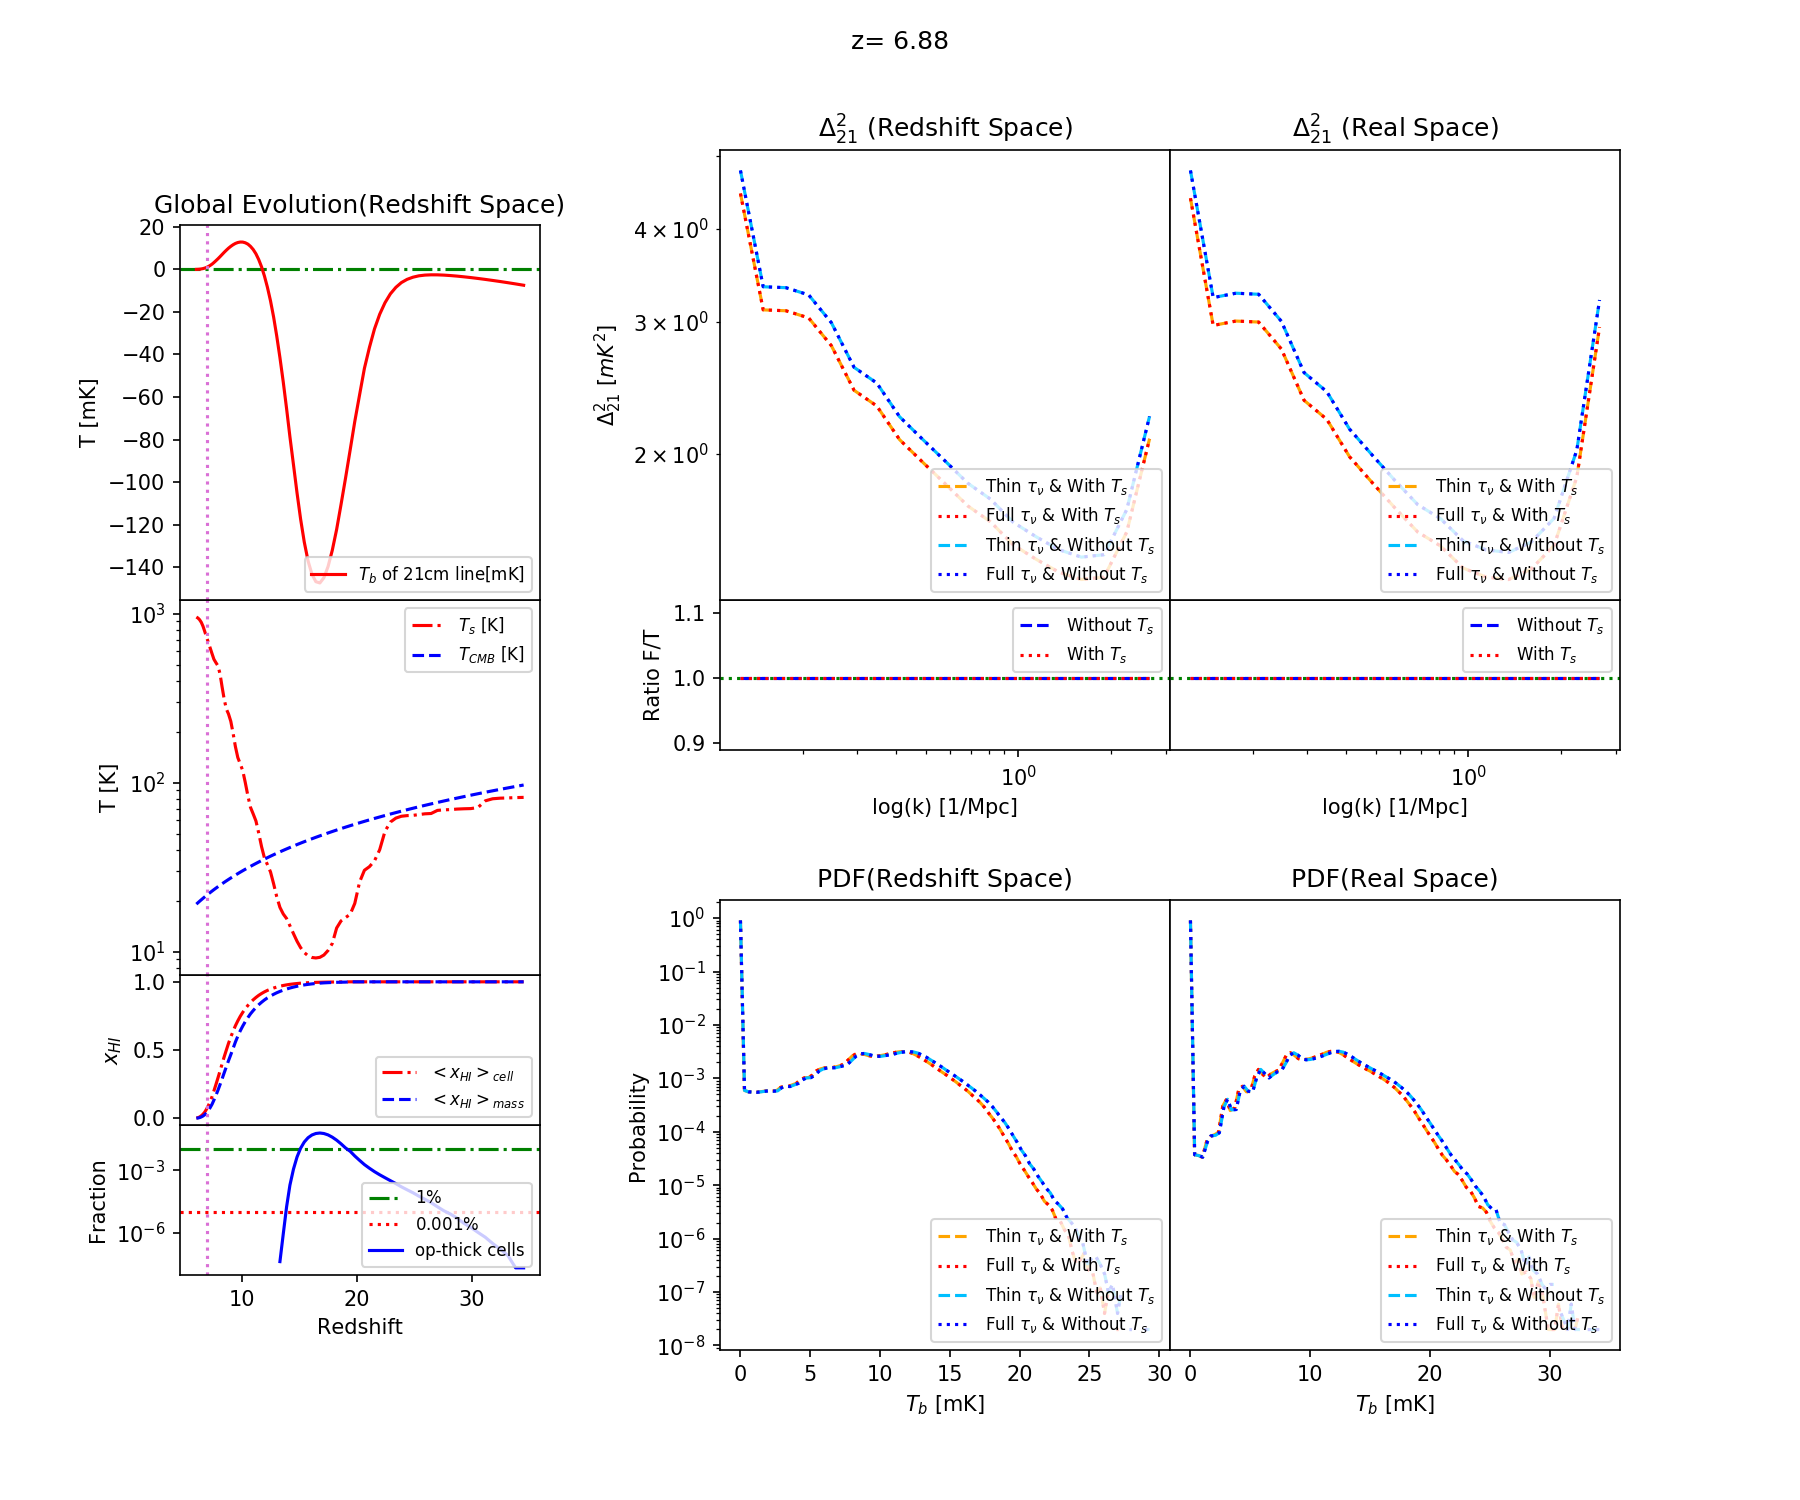 z= 6.88
Global Evolution(Redshift Space)
T [mK]
20
0
−20
−40
−60
−80
−100
−120
−140
T_b of 21cm line[mK]
T [K]
10^3
10^2
10^1
T_s [K]
T_CMB [K]
x_HI
1.0
0.5
0.0
< x_HI >_cell
< x_HI >_mass
Fraction
10^−3
10^−6
1%
0.001%
op-thick cells
10 20 30
Redshift
Δ²_21 (Redshift Space)
Δ²_21 (Real Space)
Δ²_21 [mK²]
4 × 10^0
3 × 10^0
2 × 10^0
Thin τ_ν & With T_s
Full τ_ν & With T_s
Thin τ_ν & Without T_s
Full τ_ν & Without T_s
Thin τ_ν & With T_s
Full τ_ν & With T_s
Thin τ_ν & Without T_s
Full τ_ν & Without T_s
Ratio F/T
1.1
1.0
0.9
Without T_s
With T_s
Without T_s
With T_s
10^0
10^0
log(k) [1/Mpc]
log(k) [1/Mpc]
PDF(Redshift Space)
PDF(Real Space)
Probability
10^0
10^−1
10^−2
10^−3
10^−4
10^−5
10^−6
10^−7
10^−8
Thin τ_ν & With T_s
Full τ_ν & With T_s
Thin τ_ν & Without T_s
Full τ_ν & Without T_s
Thin τ_ν & With T_s
Full τ_ν & With T_s
Thin τ_ν & Without T_s
Full τ_ν & Without T_s
0 5 10 15 20 25 30
0 10 20 30
T_b [mK]
T_b [mK]